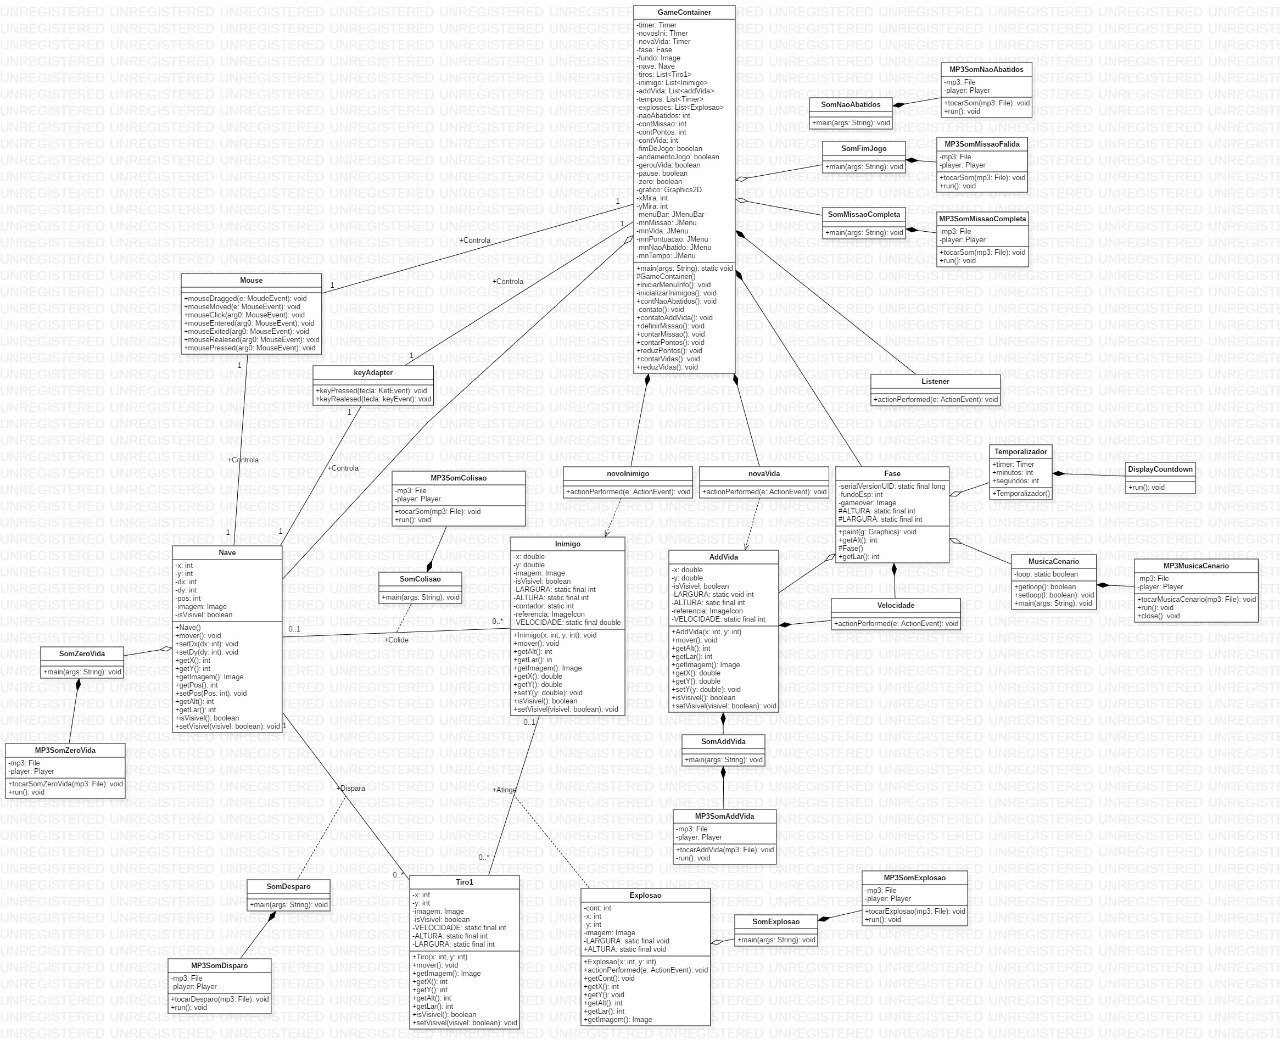 GameContainer
-timer: Timer
-novosIni: TImer
-novaVida: Timer
-fase: Fase
-fundo: Image
-nave: Nave
-tiros: List<Tiro1>
-inimigo: List<Inimigo>
-addVida: List<addVida>
-tempos: List<Timer>
-explosoes: List<Explosao>
-naoAbatidos: int
-contMissao: int
-contPontos: int
-contVida: int
-fimDeJogo: booelan
-andamentoJogo: boolean
-gerouVida: boolean
-pause: boolean
-zero: boolean
-grafico: Graphics2D
-xMira: int
-yMira: int
-menuBar: JMenuBar
-mnMissao: JMenu
-mnVida: JMenu
-mnPontuacao: JMenu
-mnNaoAbatido: JMenu
-mnTempo: JMenu
+main(args: String): static void
#GameContainer()
+iniciarMenuInfo(): void
-inicializarInimigos(): void
+contNaoAbatidos(): void
-contato(): void
+contatoAddVida(): void
+definirMissao(): void
+contarMissao(): void
+contarPontos(): void
+reduzPontos(): void
+contarVidas(): void
+reduzVidas(): void
MP3SomNaoAbatidos
-mp3: File
-player: Player
+tocarSom(mp3: File): void
+run(): void
SomNaoAbatidos
+main(args: String): void
SomFimJogo
+main(args: String): void
MP3SomMissaoFalida
-mp3: File
-player: Player
+tocarSom(mp3: File): void
+run(): void
SomMissaoCompleta
+main(args: String): void
MP3SomMissaoCompleta
-mp3: File
-player: Player
+tocarSom(mp3: File): void
+run(): void
1
+Controla
1
1
+Controla
1
Mouse
+mouseDragged(e: MoudeEvent): void
+mouseMoved(e: MouseEvent): void
+mouseClick(arg0: MouseEvent): void
+mouseEntered(arg0: MouseEvent): void
+mouseExited(arg0: MouseEvent): void
+mouseRealesed(arg0: MouseEvent): void
+mousePressed(arg0: MouseEvent): void
1
+Controla
1
keyAdapter
+keyPressed(tecla: KetEvent): void
+keyRealesed(tecla: keyEvent): void
1
+Controla
1
Listener
+actionPerformed(e: ActionEvent): void
novoInimigo
+actionPerformed(e: ActionEvent): void
novaVida
+actionPerformed(e: ActionEvent): void
Fase
-serialVersionUID: static final long
-fundoEsp: int
-gameover: Image
#ALTURA: static final int
#LARGURA: static final int
+paint(g: Graphics): void
+getAlt(): int
#Fase()
+getLar(): int
Temporalizador
+timer: Timer
+minutos: int
+segundos: int
+Temporalizador()
DisplayCountdown
+run(): void
MP3SomColisao
-mp3: File
-player: Player
+tocarSom(mp3: File): void
+run(): void
SomColisao
+main(args: String): void
Nave
-x: int
-y: int
-dx: int
-dy: int
-pos: int
-imagem: Image
-isVisivel: boolean
+Nave()
+mover(): void
+setDx(dx: int): void
+setDy(dy: int): void
+getX(): int
+getY(): int
+getImagem(): Image
+getPos(): int
+setPos(Pos: int): void
+getAlt(): int
+getLar(): int
+isVisivel(): boolean
+setVisivel(visivel: boolean): void
0..1
+Colide
0..*
Inimigo
-x: double
-y: double
-imagem: Image
-isVisivel: boolean
-LARGURA: static final int
-ALTURA: static final int
-contador: static int
-referencia: ImageIcon
-VELOCIDADE: static final double
+Inimigo(x: int, y: int): void
+mover(): void
+getAlt(): int
+getLar(): in
+getImagem(): Image
+getX(): double
+getY(): double
+setY(y: double): void
+isVisivel(): boolean
+setVisivel(visivel: boolean): void
AddVida
-x: double
-y: double
-isVisivel: boolean
-LARGURA: static void int
-ALTURA: static final int
-referencia: ImageIcon
-VELOCIDADE: static final int
+AddVida(x: int, y: int)
+mover(): void
+getAlt(): int
+getLar(): int
+getImagem(): Image
+getX(): double
+getY(): double
+setY(y: double): void
+isVisivel(): boolean
+setVisivel(visivel: boolean): void
MusicaCenario
-loop: static boolean
+getloop(): boolean
+setloop(l: boolean): void
+main(args: String): void
MP3MusicaCenario
-mp3: File
-player: Player
+tocarMusicaCenario(mp3: File): void
+run(): void
+close(): void
Velocidade
+actionPerformed(e: ActionEvent): void
SomZeroVida
+main(args: String): void
MP3SomZeroVida
-mp3: File
-player: Player
+tocarSomZeroVida(mp3: File): void
+run(): void
1
+Dispara
0..*
0..1
+Atinge
0..*
SomAddVida
+main(args: String): void
MP3SomAddVida
-mp3: File
-player: Player
+tocarAddVida(mp3: File): void
-run(): void
SomDesparo
+main(args: String): void
MP3SomDisparo
-mp3: File
-player: Player
+tocarDesparo(mp3: File): void
+run(): void
Tiro1
-x: int
-y: int
-imagem: Image
-isVisivel: boolean
-VELOCIDADE: static final int
-ALTURA: static final int
-LARGURA: static final int
+Tiro(x: int, y: int)
+mover(): void
+getImagem(): Image
+getX(): int
+getY(): int
+getAlt(): int
+getLar(): int
+isVisivel(): boolean
+setVisivel(visivel: boolean): void
Explosao
-cont: int
-x: int
-y: int
-imagem: Image
-LARGURA: static final void
+ALTURA: static final void
+Explosao(x: int, y: int)
+actionPerformed(e: ActionEvent): void
+getCont(): void
+getX(): int
+getY(): void
+getAlt(): int
+getLar(): int
+getImagem(): Image
SomExplosao
+main(args: String): void
MP3SomExplosao
-mp3: File
-player: Player
+tocarExplosao(mp3: File): void
+run(): void
UNREGISTERED